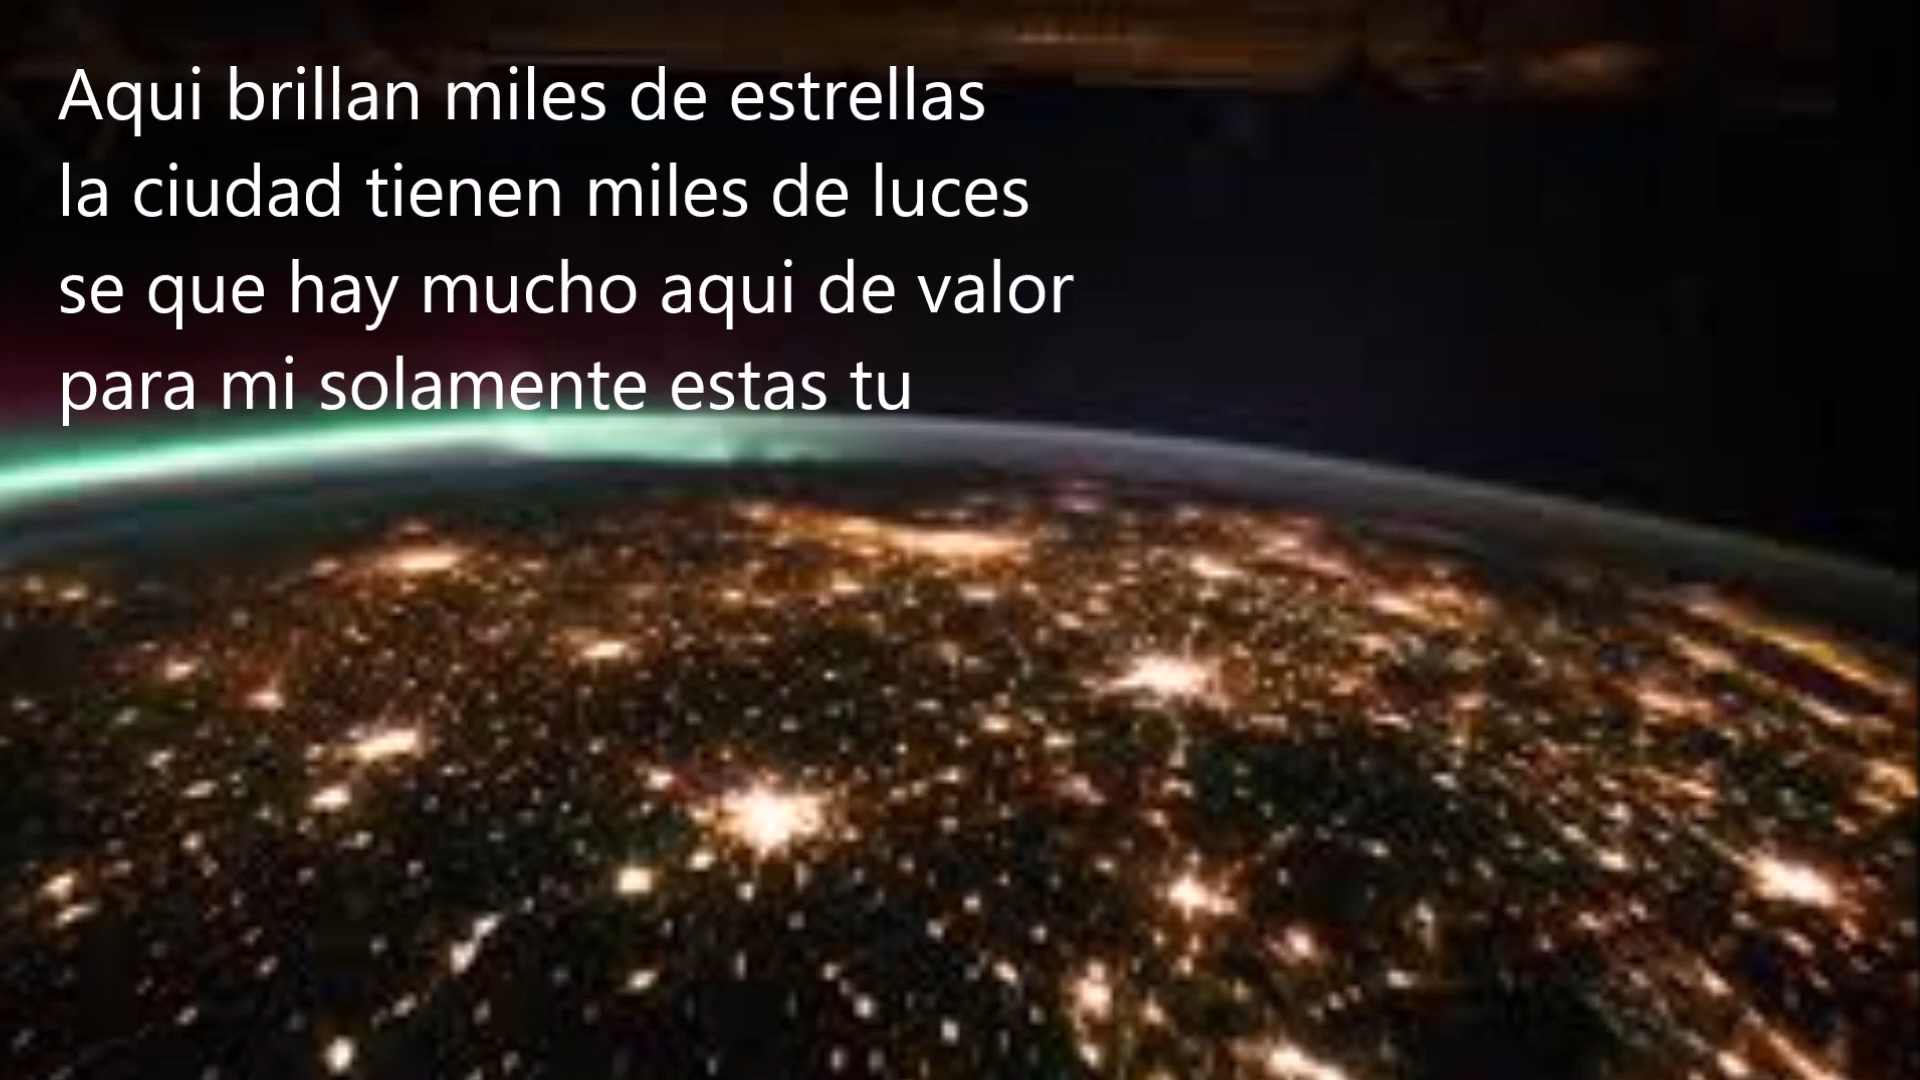 Aqui brillan miles de estrellas
la ciudad tienen miles de luces
se que hay mucho aqui de valor
para mi solamente estas tu